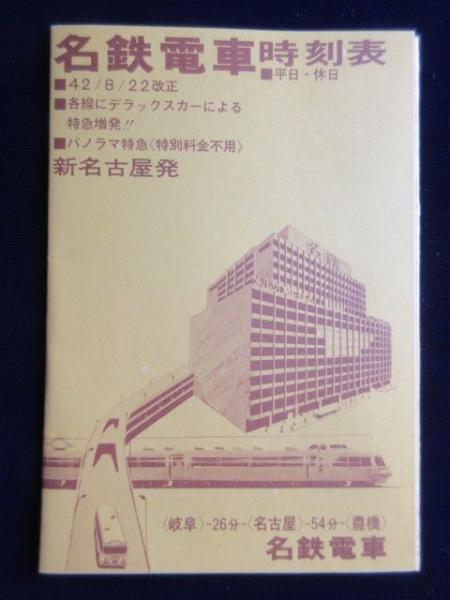 名鉄電車時刻表
■平日・休日
■42/8/22改正
■各線にデラックスカーによる
特急増発!!
■パノラマ特急〈特別料金不用〉
新名古屋発
〈岐阜〉-26分-〈名古屋〉-54分-〈豊橋〉
名鉄電車